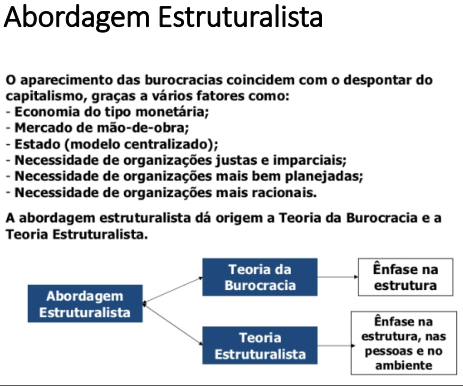 Abordagem Estruturalista
O aparecimento das burocracias coincidem com o despontar do
capitalismo, graças a vários fatores como:
- Economia do tipo monetária;
- Mercado de mão-de-obra;
- Estado (modelo centralizado);
- Necessidade de organizações justas e imparciais;
- Necessidade de organizações mais bem planejadas;
- Necessidade de organizações mais racionais.
A abordagem estruturalista dá origem a Teoria da Burocracia e a
Teoria Estruturalista.
Abordagem
Estruturalista
Teoria da
Burocracia
Ênfase na
estrutura
Teoria
Estruturalista
Ênfase na
estrutura, nas
pessoas e no
ambiente